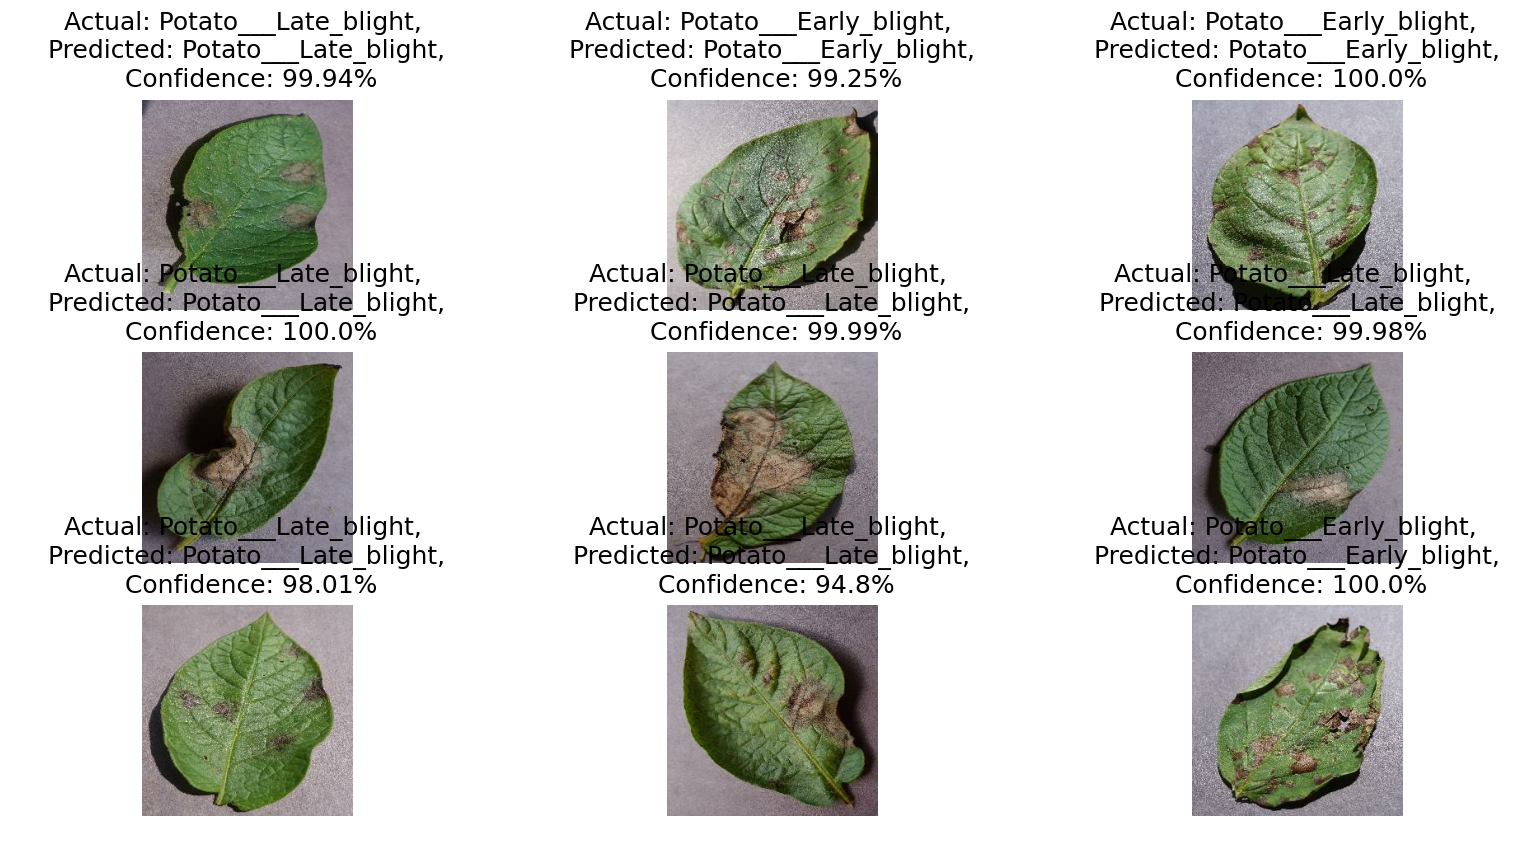 Actual: Potato___Late_blight,
Predicted: Potato___Late_blight,
Confidence: 99.94%
Actual: Potato___Early_blight,
Predicted: Potato___Early_blight,
Confidence: 99.25%
Actual: Potato___Early_blight,
Predicted: Potato___Early_blight,
Confidence: 100.0%
Actual: Potato___Late_blight,
Predicted: Potato___Late_blight,
Confidence: 100.0%
Actual: Potato___Late_blight,
Predicted: Potato___Late_blight,
Confidence: 99.99%
Actual: Potato___Late_blight,
Predicted: Potato___Late_blight,
Confidence: 99.98%
Actual: Potato___Late_blight,
Predicted: Potato___Late_blight,
Confidence: 98.01%
Actual: Potato___Late_blight,
Predicted: Potato___Late_blight,
Confidence: 94.8%
Actual: Potato___Early_blight,
Predicted: Potato___Early_blight,
Confidence: 100.0%